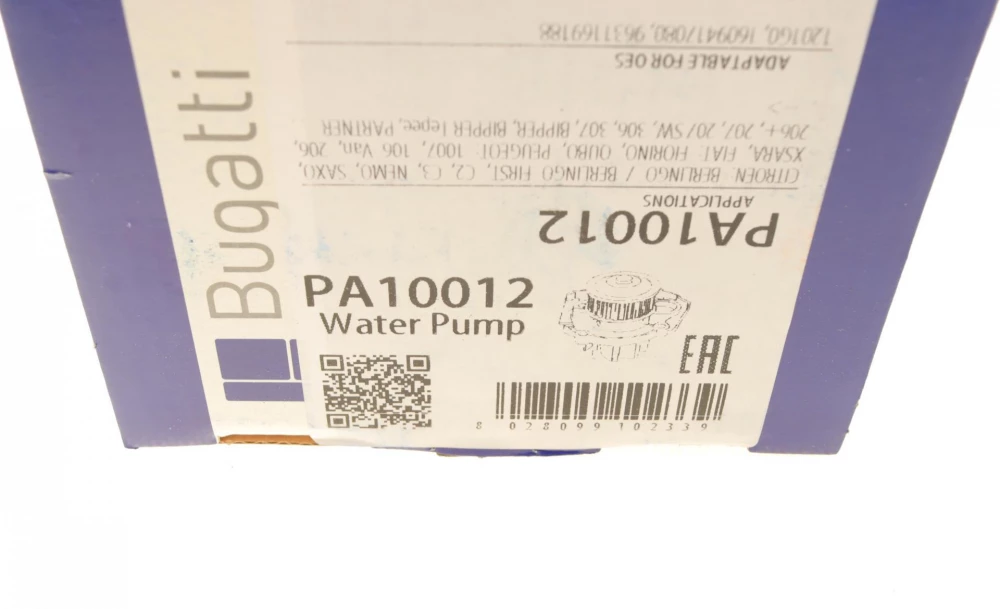 Bugatti
PA10012
Water Pump
EAC
8 028099 102339
PA10012
APPLICATIONS
CITROEN: BERLINGO / BERLINGO FIRST, C2, C3, NEMO, SAXO,
XSARA, FIAT: FIORINO, QUBO, PEUGEOT: 1007, 106 Van, 206,
206+, 207, 207 SW, 306, 307, BIPPER, BIPPER Tepee, PARTNER
ADAPTABLE FOR OES
1201G0, 1609417080, 9631169188